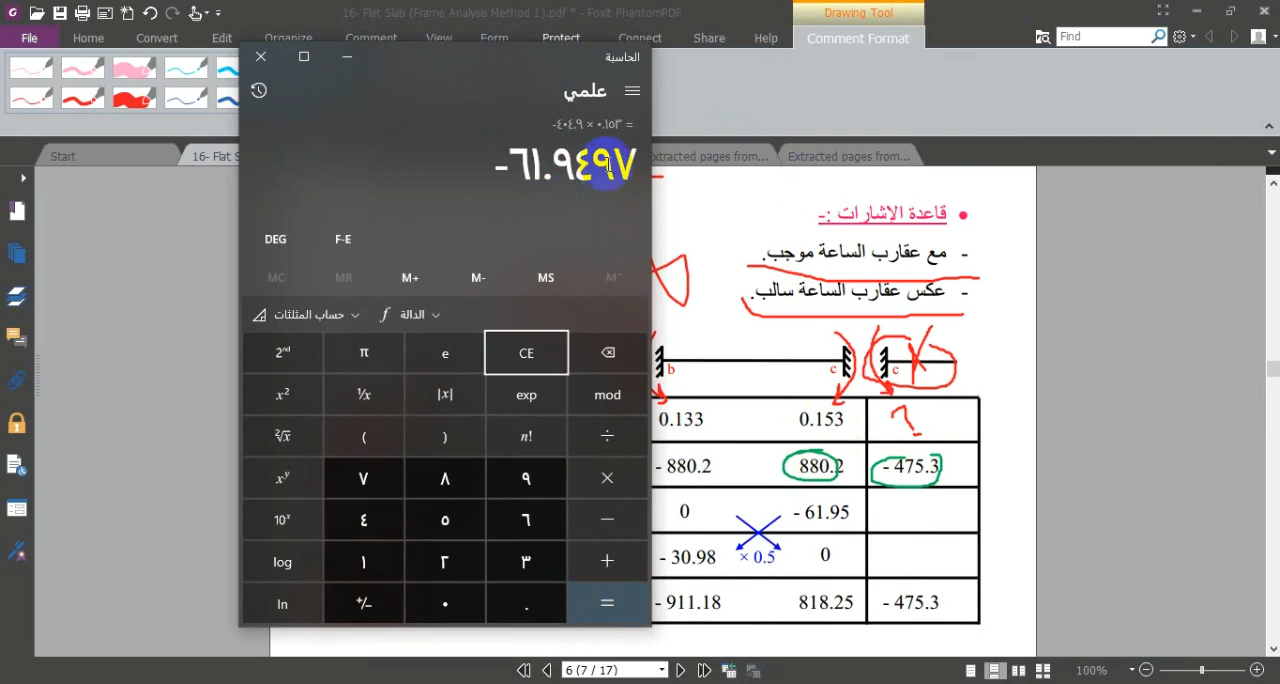 16- Flat Slab (Frame Analysis Method 1).pdf * - Foxit PhantomPDF
Drawing Tool
File Home Convert Edit Organize Comment View Form Protect Connect Share Help Comment Format Find
الحاسبة
علمي
-٤٠٤.٩ × ٠.١٥٣ =
-٦١.٩٤٩٧
Start
16- Flat S
xtracted pages from...
Extracted pages from...
DEG F-E
MC MR M+ M- MS M˅
حساب المثلثات الدالة
2nd π e CE
x² ¹/x |x| exp mod
²√x ( ) n! ÷
xʸ ٧ ٨ ٩ ×
10ˣ ٤ ٥ ٦ −
log ١ ٢ ٣ +
ln +/− ٠ . =
• قاعدة الإشارات :-
- مع عقارب الساعة موجب.
- عكس عقارب الساعة سالب.
b c c
0.133 0.153 ?
- 880.2 880.2 - 475.3
0 - 61.95
- 30.98 × 0.5 0
- 911.18 818.25 - 475.3
6 (7 / 17) 100%